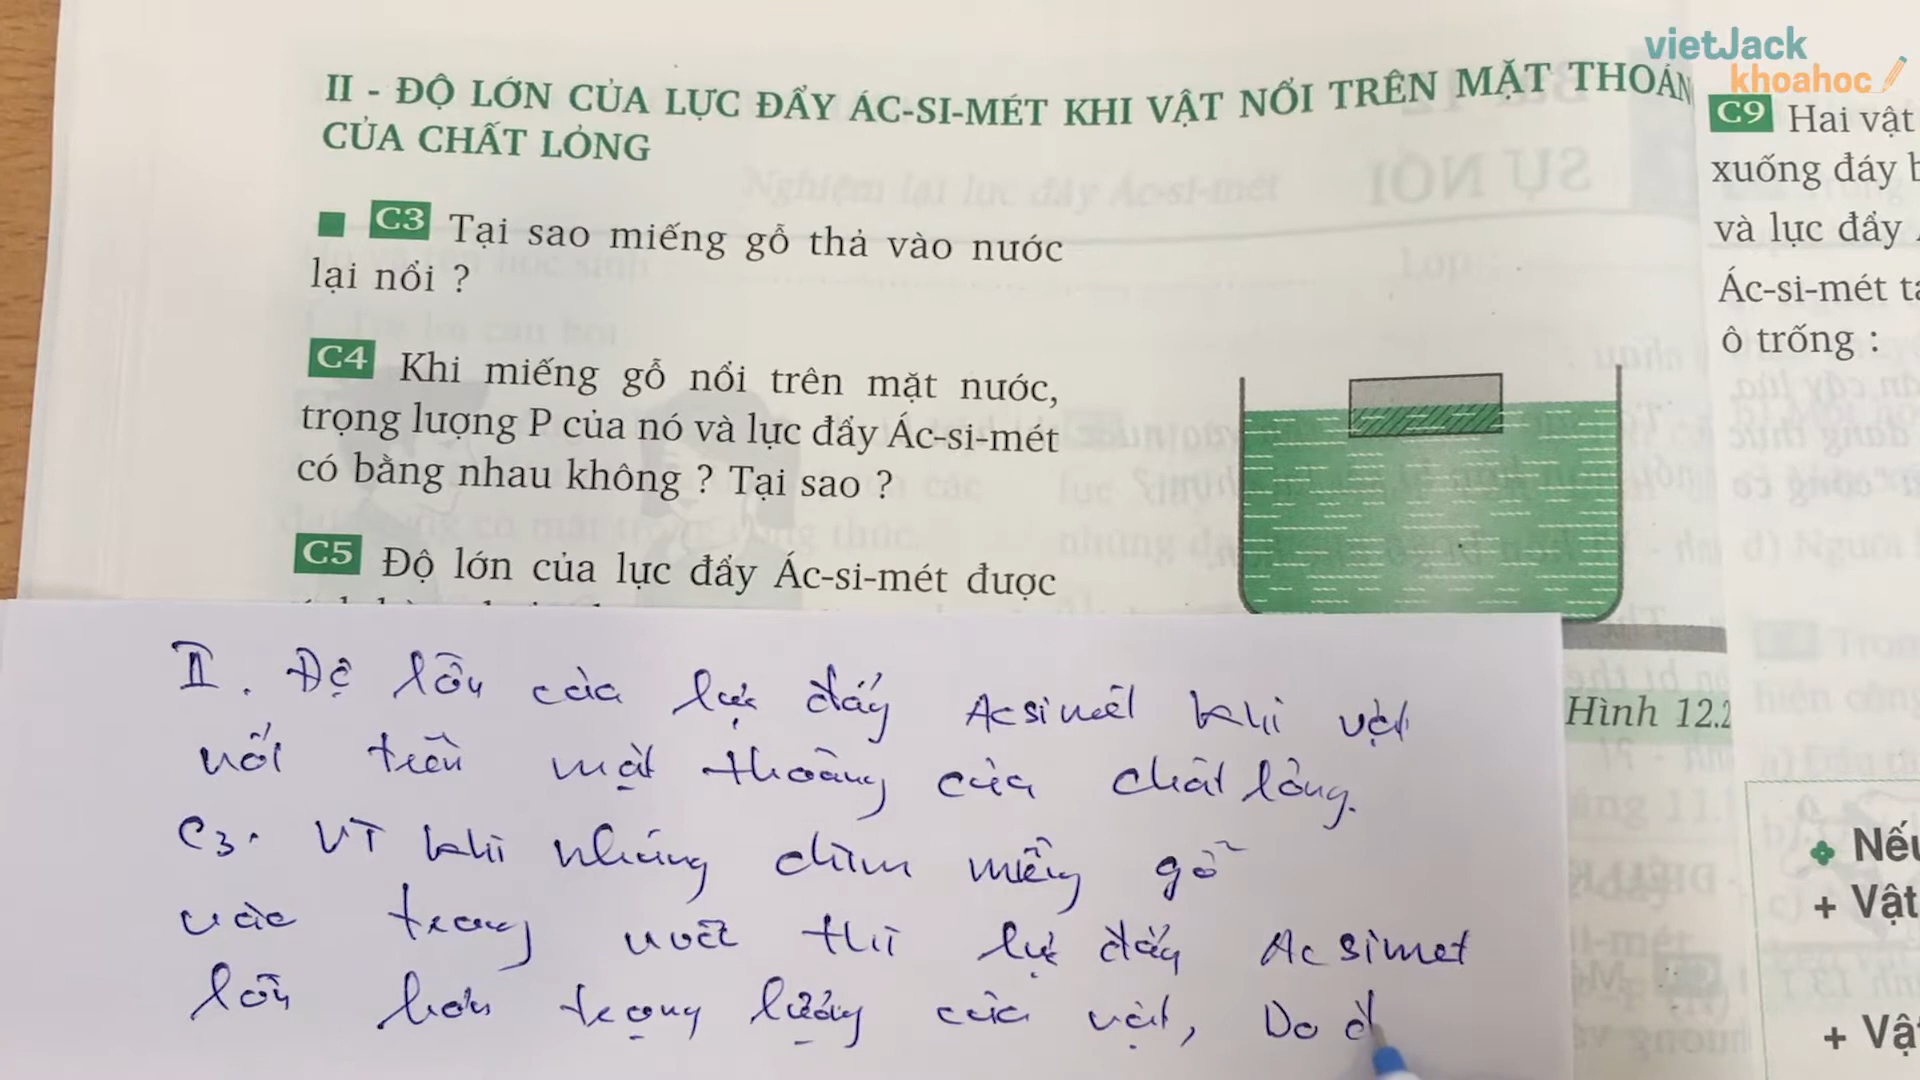 vietJack
khoahoc
II - ĐỘ LỚN CỦA LỰC ĐẨY ÁC-SI-MÉT KHI VẬT NỔI TRÊN MẶT THOÁN
CỦA CHẤT LỎNG
C3 Tại sao miếng gỗ thả vào nước
lại nổi ?
C4 Khi miếng gỗ nổi trên mặt nước,
trọng lượng P của nó và lực đẩy Ác-si-mét
có bằng nhau không ? Tại sao ?
C5 Độ lớn của lực đẩy Ác-si-mét được
Hình 12.2
C9 Hai vật
xuống đáy b
và lực đẩy
Ác-si-mét tá
ô trống :
Nếu
+ Vật
+ Vật
II. Độ lớn của lực đẩy Acsimét khi vật
nổi trên mặt thoáng của chất lỏng.
C3. VT khi nhúng chìm miếng gỗ
vào trong nước thì lực đẩy Acsimet
lớn hơn trọng lượng của vật, Do đ